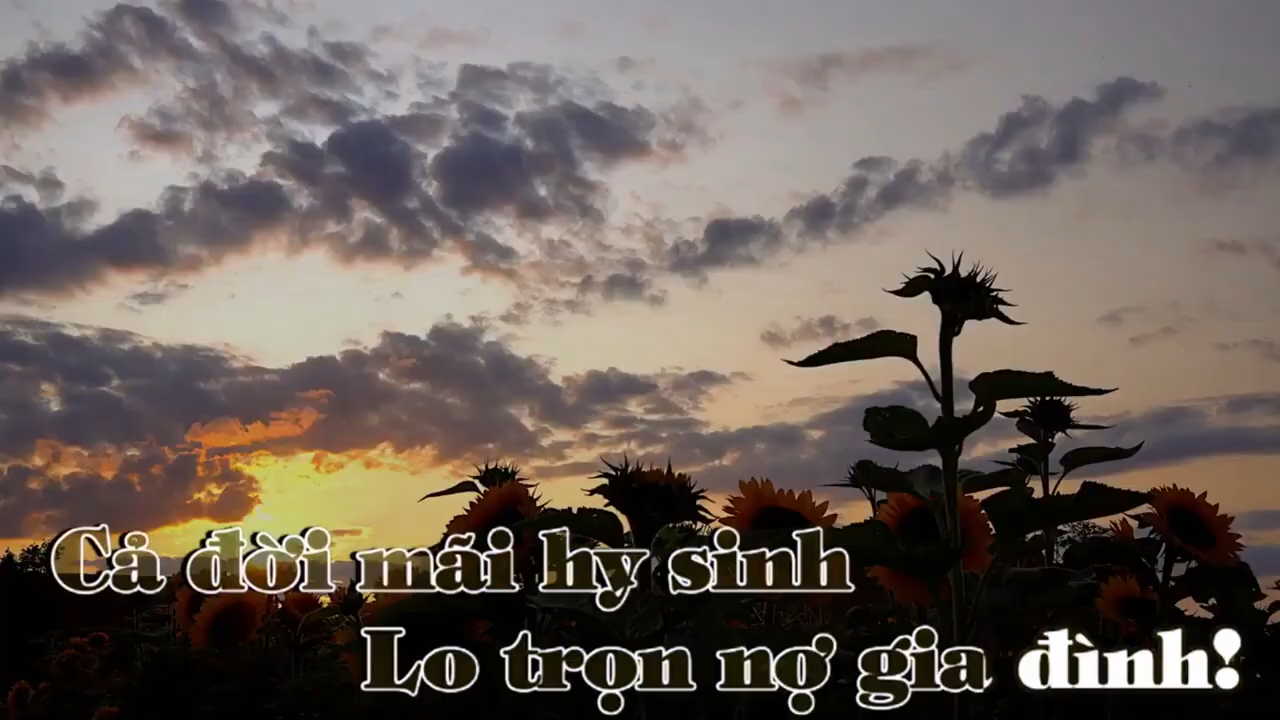 Cả đời mãi hy sinh
Lo trọn nợ gia đình!